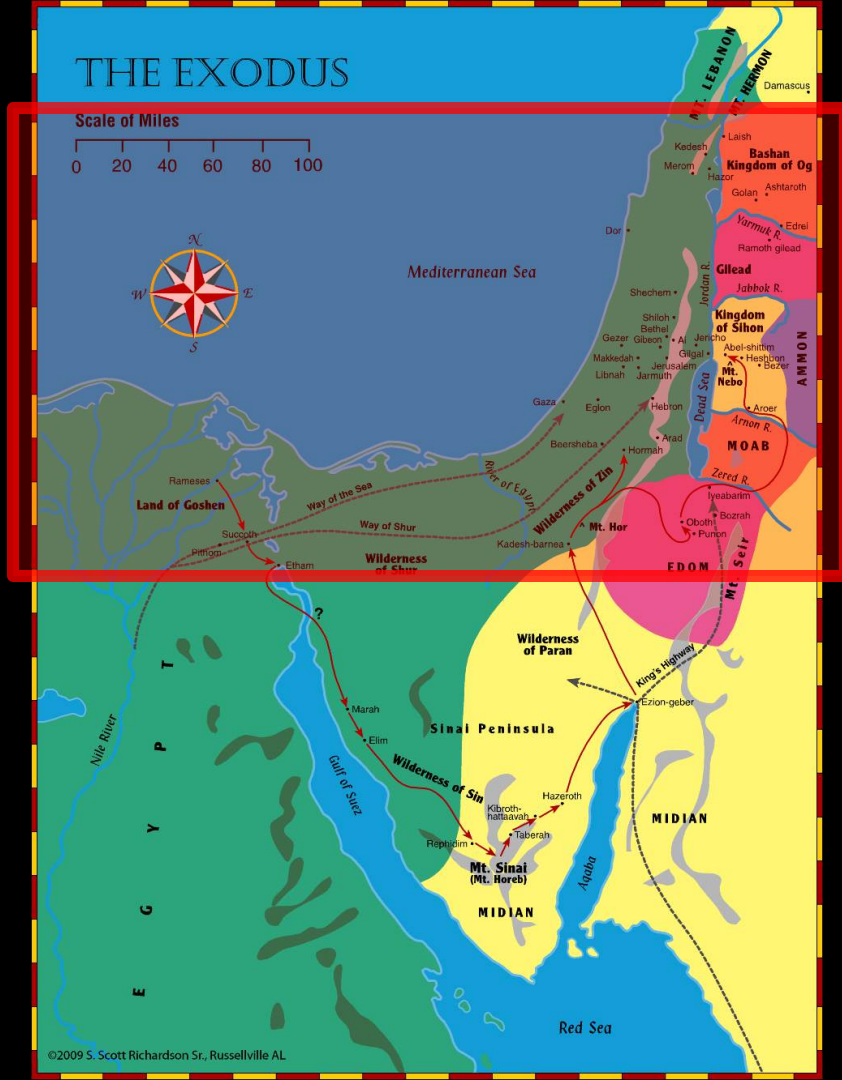 THE EXODUS
MT. LEBANON
MT. HERMON
Damascus
Scale of Miles
0 20 40 60 80 100
N
W E
S
Mediterranean Sea
Laish
Kedesh
Bashan
Kingdom of Og
Merom
Hazor
Golan
Ashtaroth
Dor
Yarmuk R.
Edrei
Ramoth gilead
Gilead
Jordan R.
Jabbok R.
Shechem
Kingdom
of Sihon
Shiloh
Bethel
Gezer
Gibeon
Ai
Jericho
Gilgal
Abel-shittim
Makkedah
Jerusalem
Heshbon
Bezer
Libnah
Jarmuth
^
Mt.
Nebo
AMMON
Dead Sea
Gaza
Eglon
Hebron
Aroer
Arnon R.
Beersheba
Arad
Hormah
MOAB
Zered R.
River of Egypt
Wilderness of Zin
Rameses
Land of Goshen
Way of the Sea
Iyeabarim
Way of Shur
^ Mt. Hor
Oboth
Bozrah
Punon
Succoth
Pithom
Kadesh-barnea
Wilderness
of Shur
Etham
EDOM
Mt. Seir
?
Wilderness
of Paran
King's Highway
EGYPT
Nile River
Marah
Ezion-geber
Elim
Sinai Peninsula
Gulf of Suez
Wilderness of Sin
Hazeroth
Kibroth-
hattaavah
MIDIAN
Taberah
Rephidim
Mt. Sinai
(Mt. Horeb)
Aqaba
MIDIAN
Red Sea
©2009 S. Scott Richardson Sr., Russellville AL